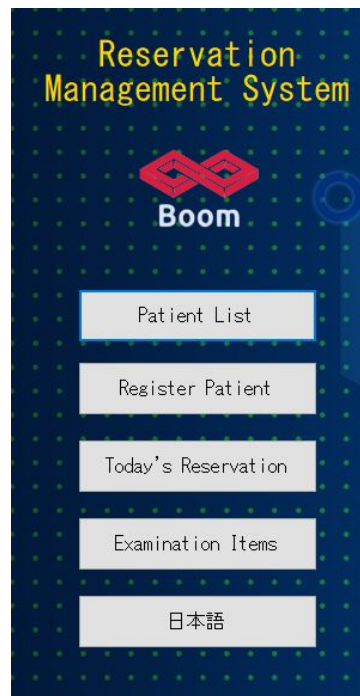 Reservation
Management System
Boom
Patient List
Register Patient
Today's Reservation
Examination Items
日本語